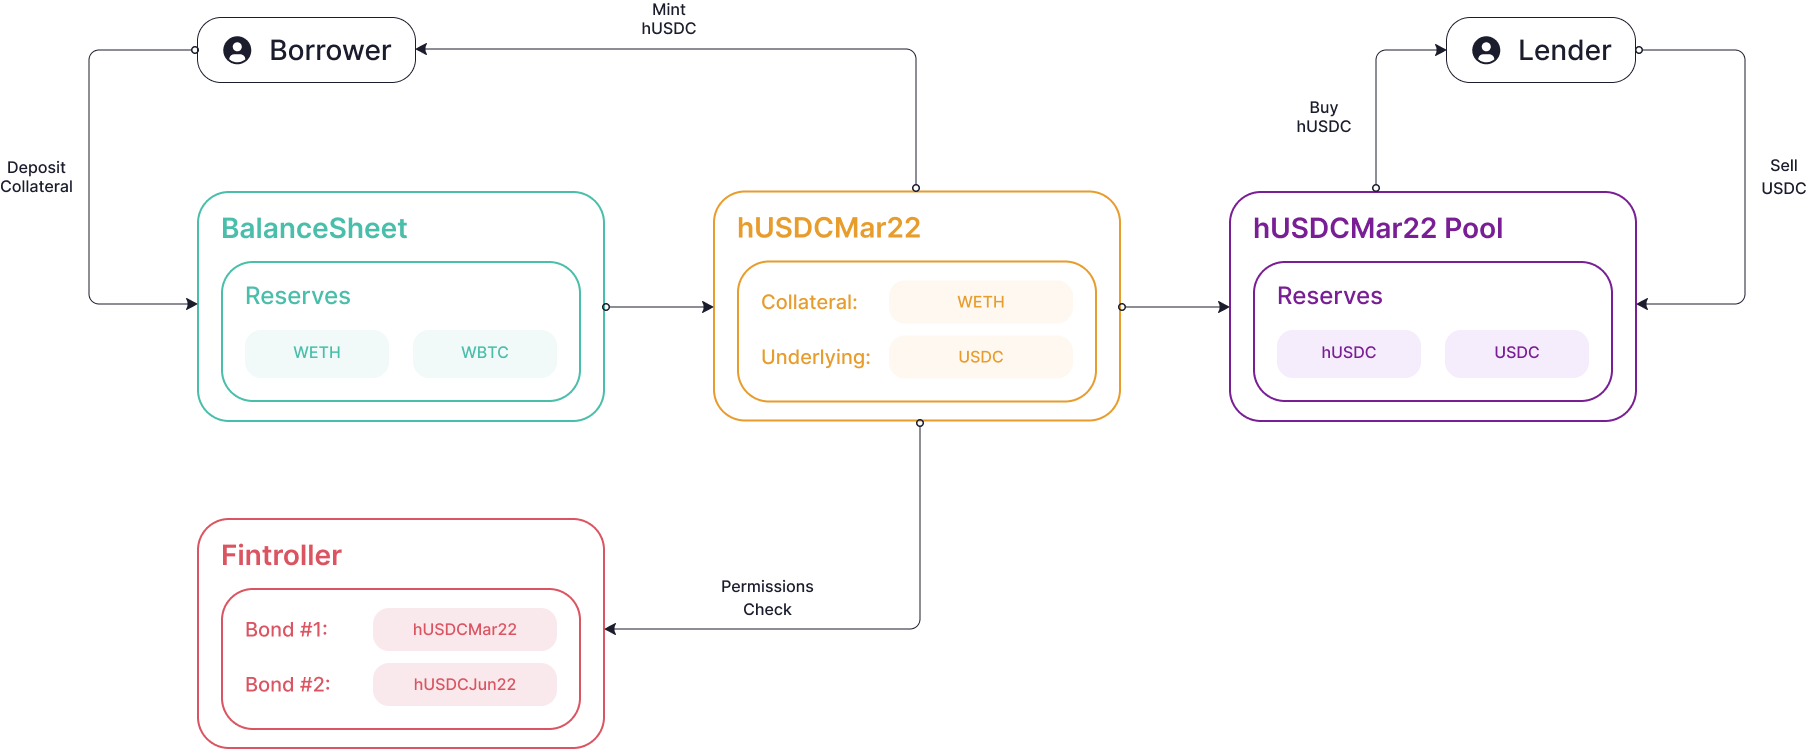 Mint
hUSDC
Borrower
Lender
Buy
hUSDC
Deposit
Collateral
Sell
USDC
BalanceSheet
Reserves
WETH
WBTC
hUSDCMar22
Collateral:
WETH
Underlying:
USDC
hUSDCMar22 Pool
Reserves
hUSDC
USDC
Fintroller
Bond #1:
hUSDCMar22
Bond #2:
hUSDCJun22
Permissions
Check